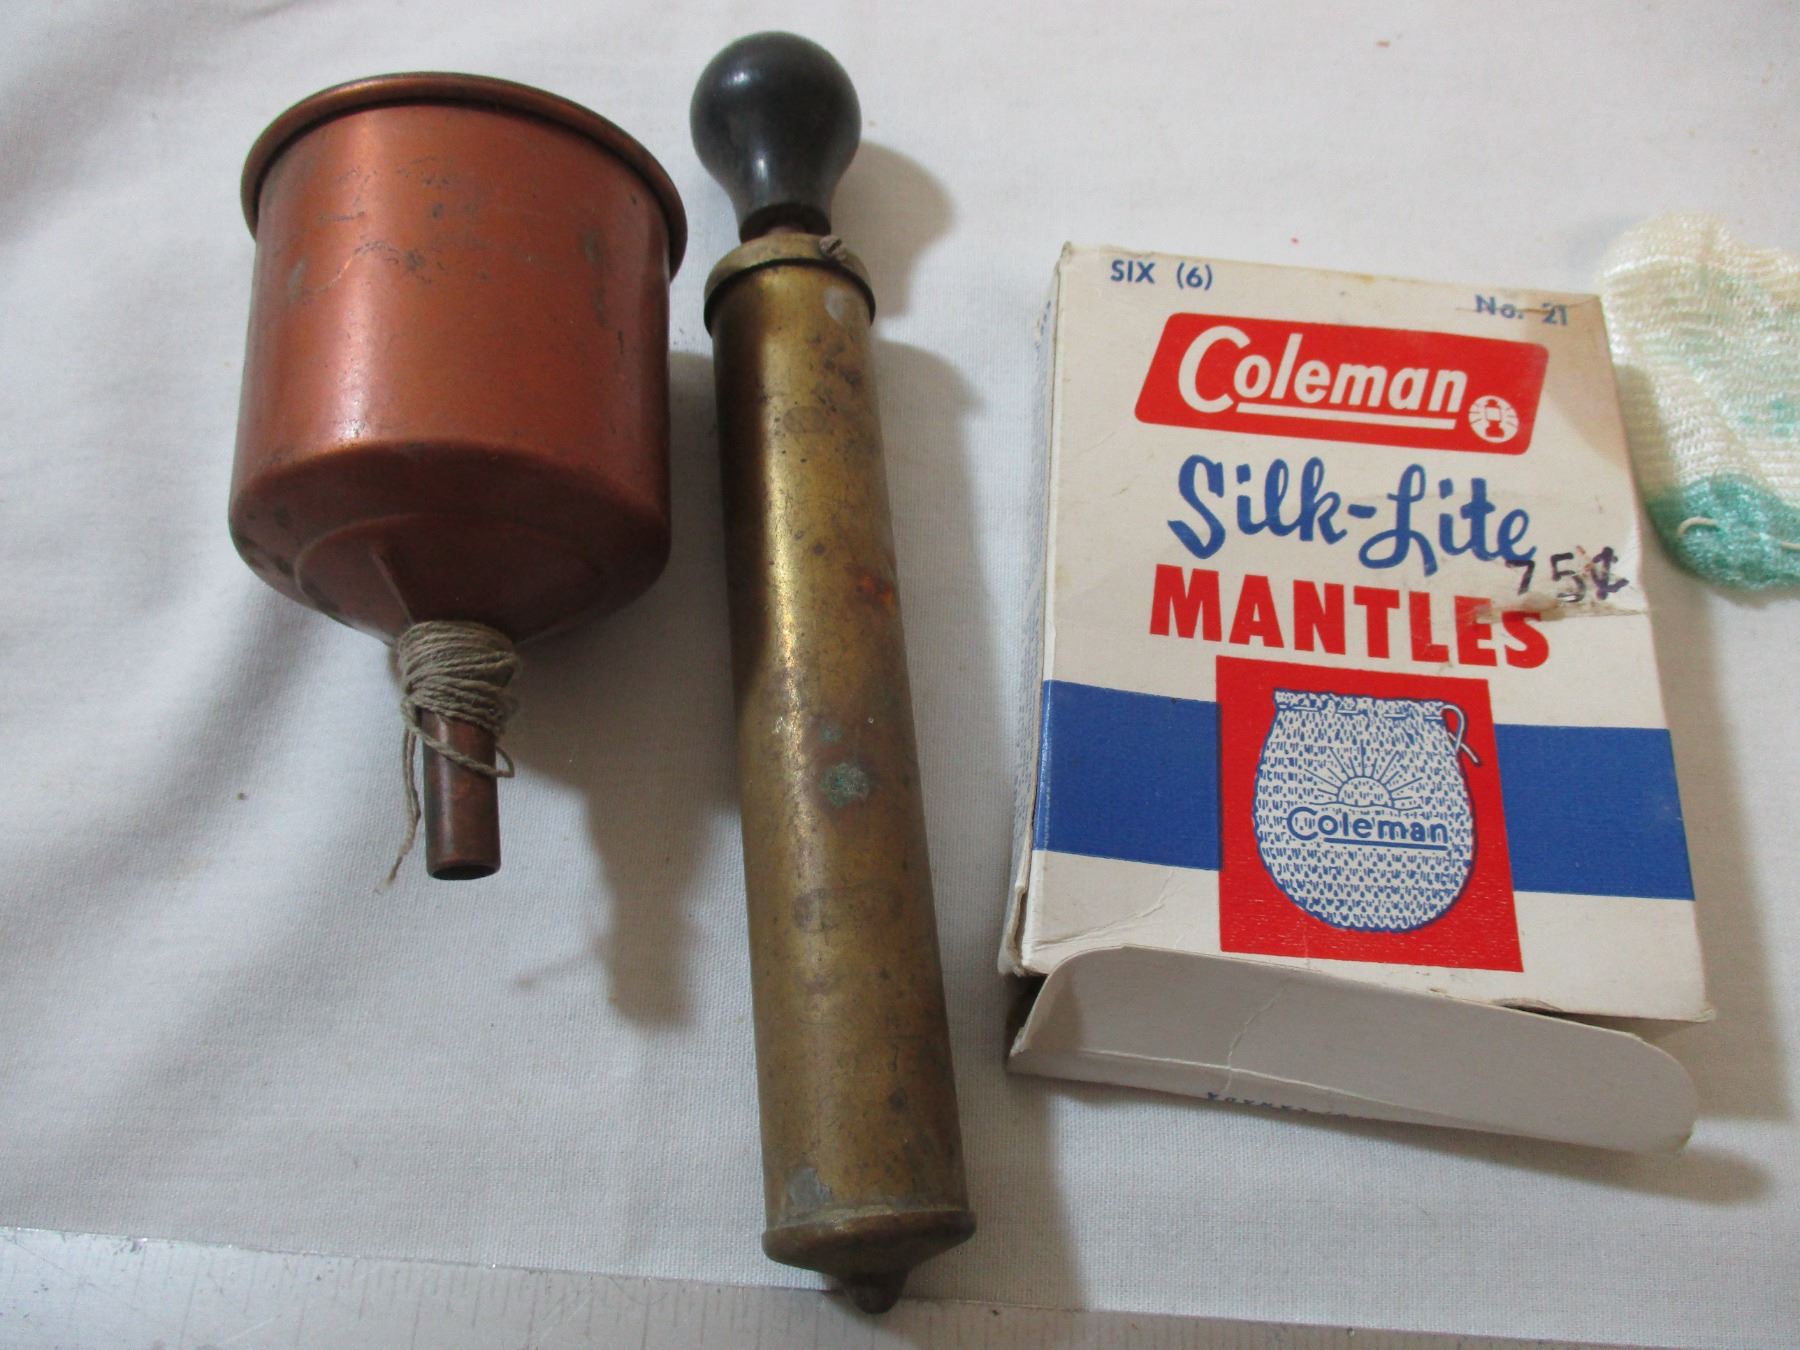 SIX (6)
No. 21
Coleman
Silk-Lite
75¢
MANTLES
Coleman